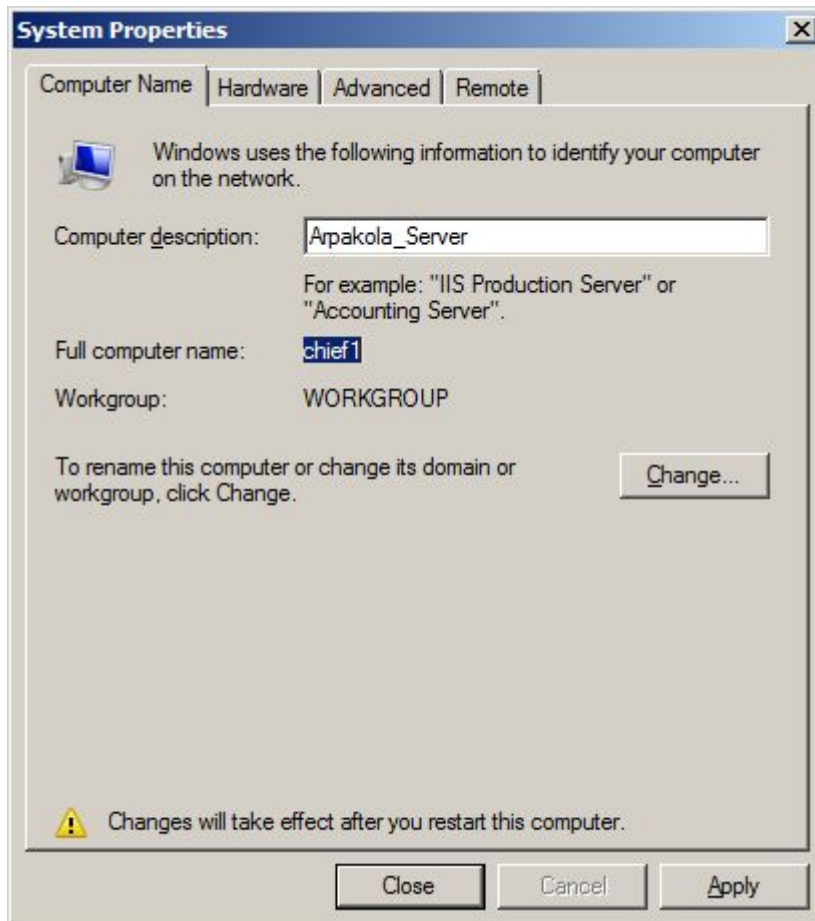 System Properties
Computer Name Hardware Advanced Remote
Windows uses the following information to identify your computer
on the network.
Computer description: Arpakola_Server
For example: "IIS Production Server" or
"Accounting Server".
Full computer name: chief1
Workgroup: WORKGROUP
To rename this computer or change its domain or
workgroup, click Change.
Change...
Changes will take effect after you restart this computer.
Close Cancel Apply